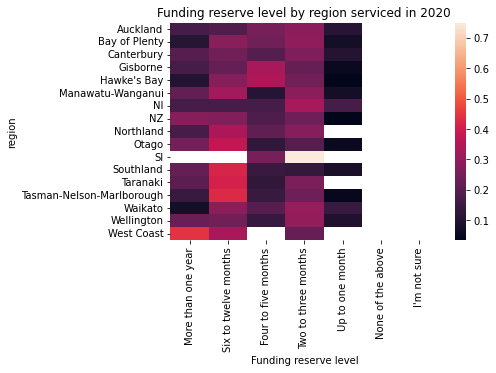 Funding reserve level by region serviced in 2020
region
Auckland
Bay of Plenty
Canterbury
Gisborne
Hawke's Bay
Manawatu-Wanganui
NI
NZ
Northland
Otago
SI
Southland
Taranaki
Tasman-Nelson-Marlborough
Waikato
Wellington
West Coast
More than one year
Six to twelve months
Four to five months
Two to three months
Up to one month
None of the above
I'm not sure
Funding reserve level
0.7
0.6
0.5
0.4
0.3
0.2
0.1